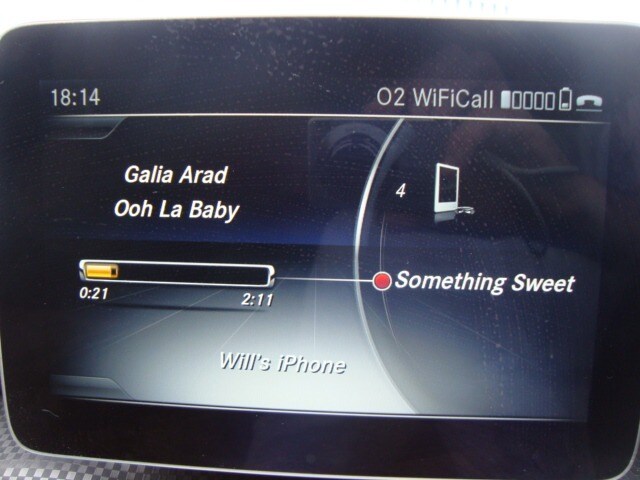 18:14 O2 WiFiCall
Galia Arad
Ooh La Baby
4
Something Sweet
0:21 2:11
Will's iPhone